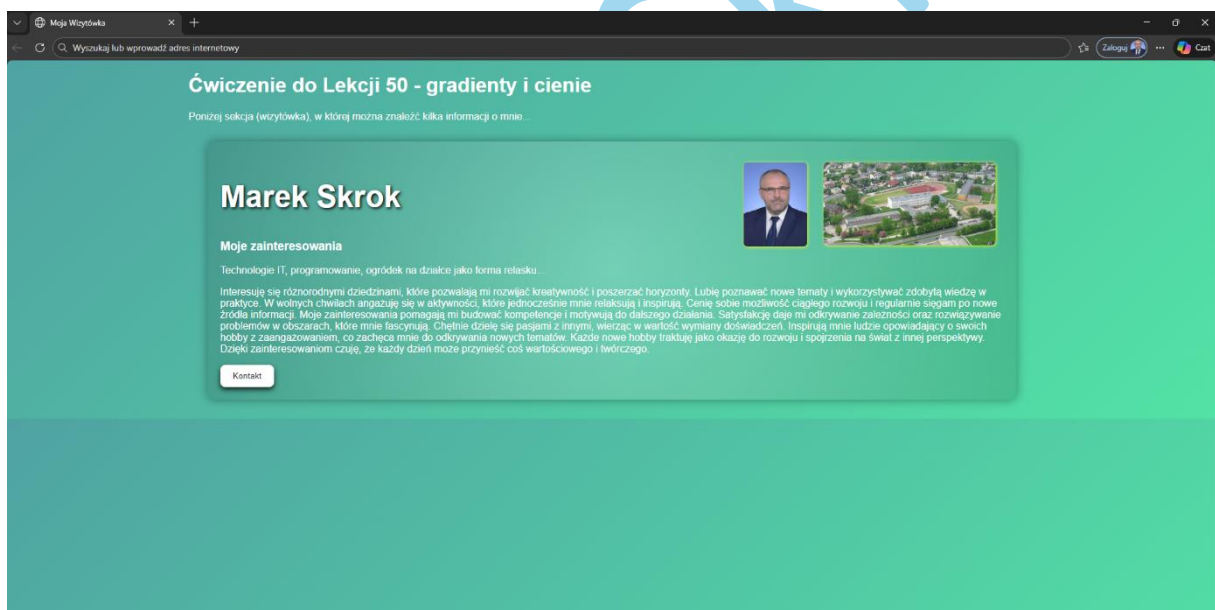 Moja Wizytówka
Wyszukaj lub wprowadź adres internetowy
Zaloguj
Czat
Ćwiczenie do Lekcji 50 - gradienty i cienie
Poniżej sekcja (wizytówka), w której można znaleźć kilka informacji o mnie...
Marek Skrok
Moje zainteresowania
Technologie IT, programowanie, ogródek na działce jako forma relasku...
Interesuję się różnorodnymi dziedzinami, które pozwalają mi rozwijać kreatywność i poszerzać horyzonty. Lubię poznawać nowe tematy i wykorzystywać zdobytą wiedzę w
praktyce. W wolnych chwilach angażuję się w aktywności, które jednocześnie mnie relaksują i inspirują. Cenię sobie możliwość ciągłego rozwoju i regularnie sięgam po nowe
źródła informacji. Moje zainteresowania pomagają mi budować kompetencje i motywują do dalszego działania. Satysfakcję daje mi odkrywanie zależności oraz rozwiązywanie
problemów w obszarach, które mnie fascynują. Chętnie dzielę się pasjami z innymi, wierząc w wartość wymiany doświadczeń. Inspirują mnie ludzie opowiadający o swoich
hobby z zaangażowaniem, co zachęca mnie do odkrywania nowych tematów. Każde nowe hobby traktuję jako okazję do rozwoju i spojrzenia na świat z innej perspektywy.
Dzięki zainteresowaniom czuję, że każdy dzień może przynieść coś wartościowego i twórczego.
Kontakt